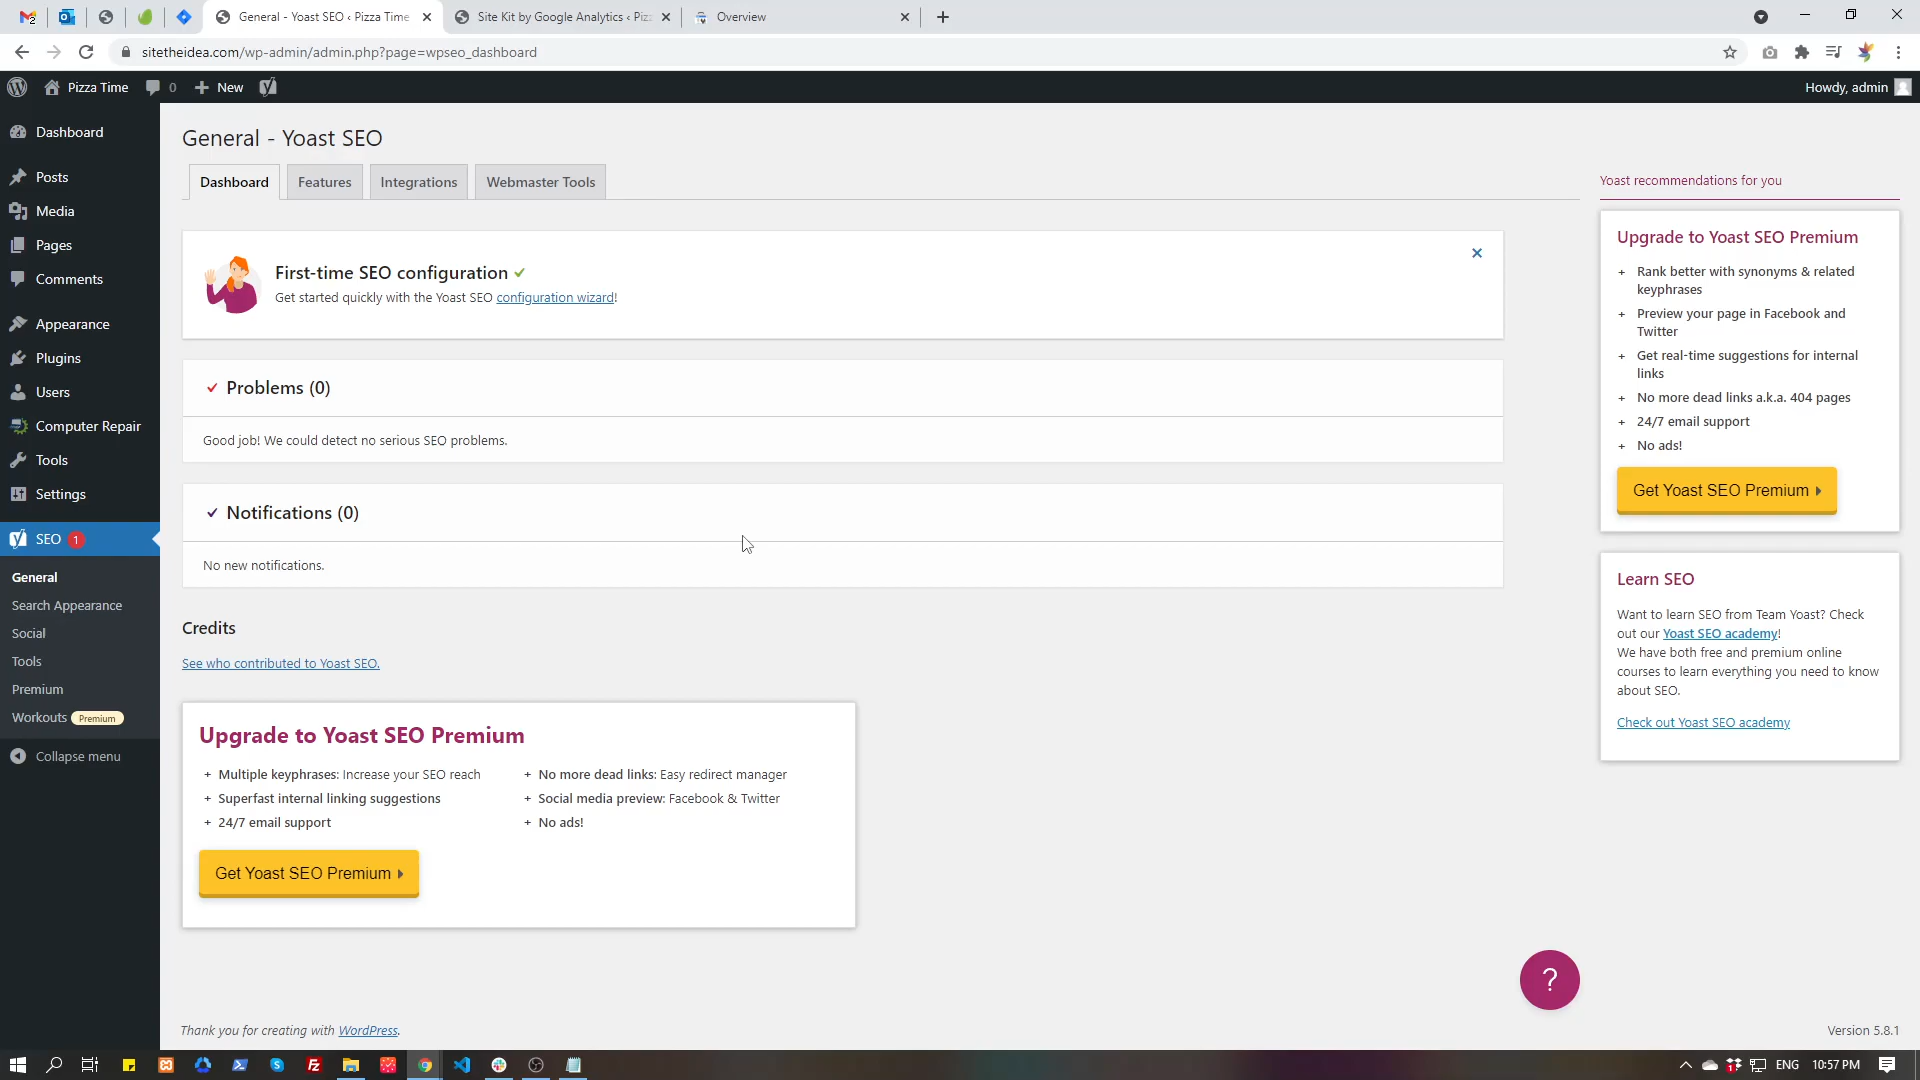 General - Yoast SEO ‹ Pizza Time
Site Kit by Google Analytics ‹ Piz
Overview
sitetheidea.com/wp-admin/admin.php?page=wpseo_dashboard
Pizza Time
0
New
Howdy, admin
Dashboard
Posts
Media
Pages
Comments
Appearance
Plugins
Users
Computer Repair
Tools
Settings
SEO 1
General
Search Appearance
Social
Tools
Premium
Workouts Premium
Collapse menu
General - Yoast SEO
Dashboard
Features
Integrations
Webmaster Tools
First-time SEO configuration
Get started quickly with the Yoast SEO configuration wizard!
Problems (0)
Good job! We could detect no serious SEO problems.
Notifications (0)
No new notifications.
Credits
See who contributed to Yoast SEO.
Upgrade to Yoast SEO Premium
+ Multiple keyphrases: Increase your SEO reach
+ Superfast internal linking suggestions
+ 24/7 email support
+ No more dead links: Easy redirect manager
+ Social media preview: Facebook & Twitter
+ No ads!
Get Yoast SEO Premium
Yoast recommendations for you
Upgrade to Yoast SEO Premium
+ Rank better with synonyms & related
keyphrases
+ Preview your page in Facebook and
Twitter
+ Get real-time suggestions for internal
links
+ No more dead links a.k.a. 404 pages
+ 24/7 email support
+ No ads!
Get Yoast SEO Premium
Learn SEO
Want to learn SEO from Team Yoast? Check
out our Yoast SEO academy!
We have both free and premium online
courses to learn everything you need to know
about SEO.
Check out Yoast SEO academy
?
Thank you for creating with WordPress.
Version 5.8.1
ENG
10:57 PM